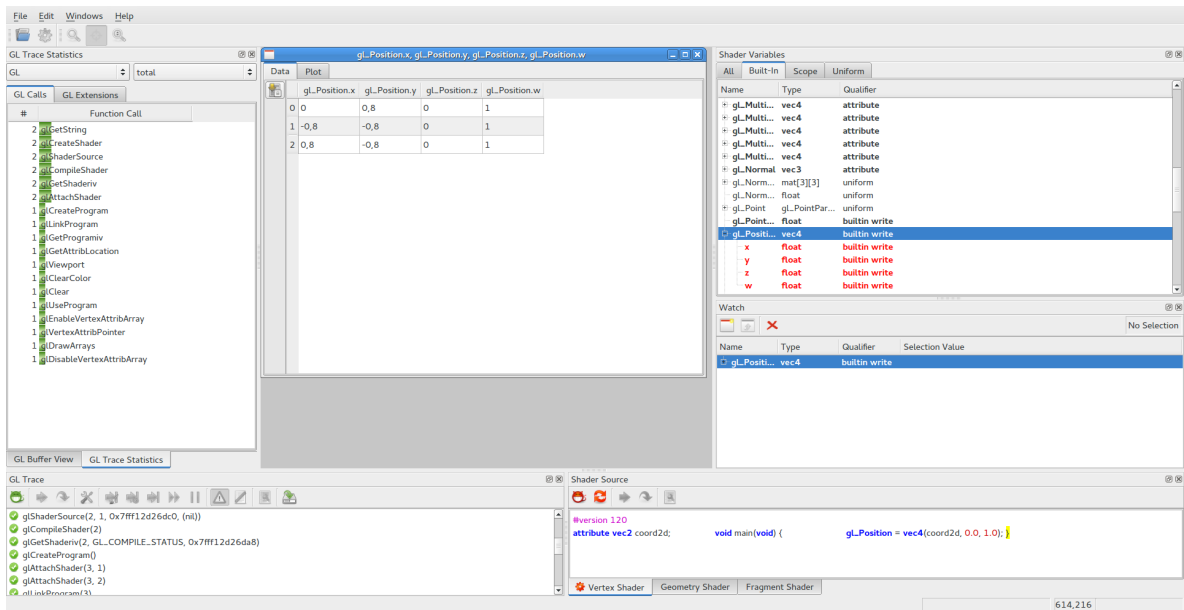 File Edit Windows Help
GL Trace Statistics
GL total
GL Calls GL Extensions
# Function Call
2 glGetString
2 glCreateShader
2 glShaderSource
2 glCompileShader
2 glGetShaderiv
2 glAttachShader
1 glCreateProgram
1 glLinkProgram
1 glGetProgramiv
1 glGetAttribLocation
1 glViewport
1 glClearColor
1 glClear
1 glUseProgram
1 glEnableVertexAttribArray
1 glVertexAttribPointer
1 glDrawArrays
1 glDisableVertexAttribArray
GL Buffer View GL Trace Statistics
gl_Position.x, gl_Position.y, gl_Position.z, gl_Position.w
Data Plot
gl_Position.x gl_Position.y gl_Position.z gl_Position.w
0 0 0,8 0 1
1 -0,8 -0,8 0 1
2 0,8 -0,8 0 1
Shader Variables
All Built-In Scope Uniform
Name Type Qualifier
gl_Multi... vec4 attribute
gl_Multi... vec4 attribute
gl_Multi... vec4 attribute
gl_Multi... vec4 attribute
gl_Multi... vec4 attribute
gl_Normal vec3 attribute
gl_Norm... mat[3][3] uniform
gl_Norm... float uniform
gl_Point gl_PointPar... uniform
gl_Point... float builtin write
gl_Positi... vec4 builtin write
x float builtin write
y float builtin write
z float builtin write
w float builtin write
Watch
No Selection
Name Type Qualifier Selection Value
gl_Positi... vec4 builtin write
GL Trace
glShaderSource(2, 1, 0x7fff12d26dc0, (nil))
glCompileShader(2)
glGetShaderiv(2, GL_COMPILE_STATUS, 0x7fff12d26da8)
glCreateProgram()
glAttachShader(3, 1)
glAttachShader(3, 2)
glLinkProgram(3)
Shader Source
#version 120
attribute vec2 coord2d; void main(void) { gl_Position = vec4(coord2d, 0.0, 1.0); }
Vertex Shader Geometry Shader Fragment Shader
614,216